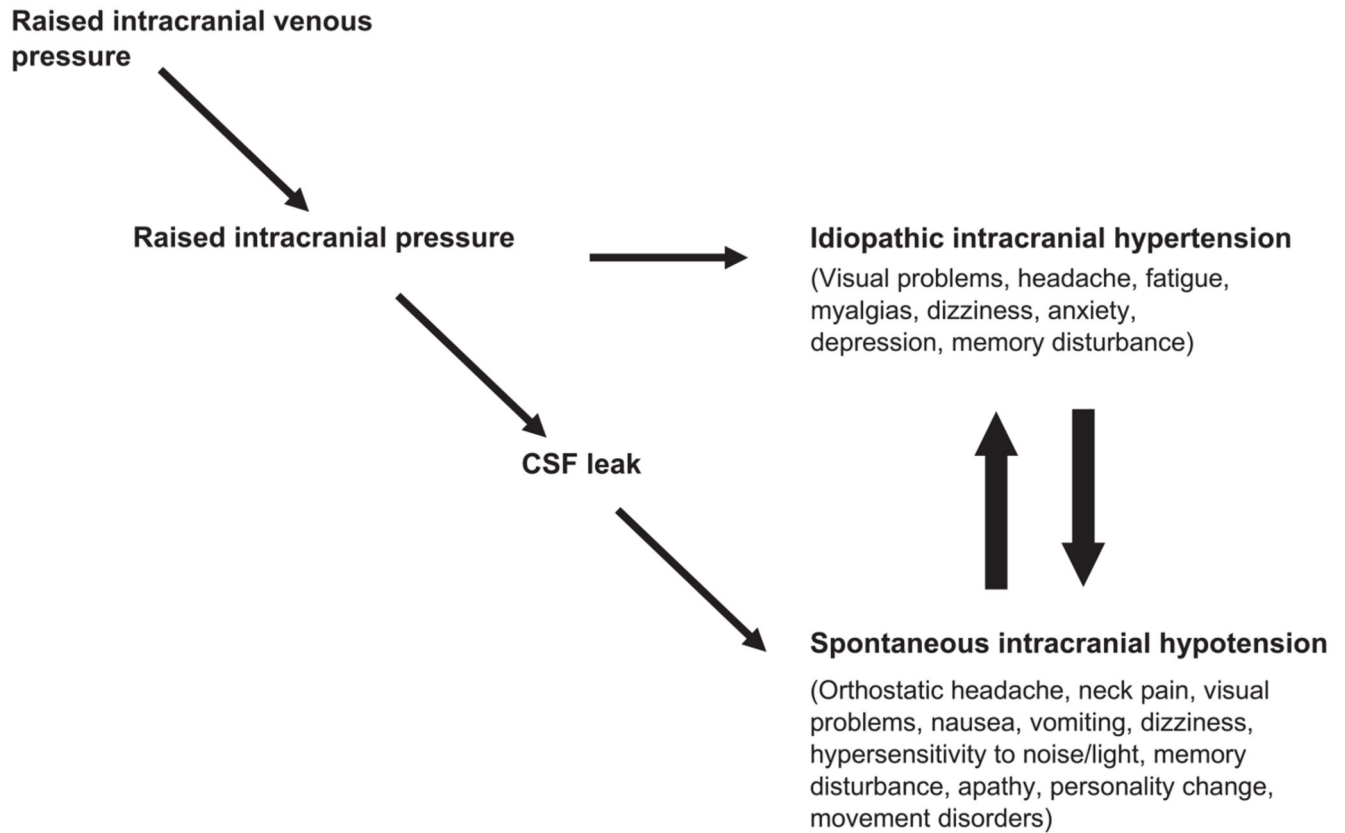 Raised intracranial venous
pressure
Raised intracranial pressure
Idiopathic intracranial hypertension
(Visual problems, headache, fatigue,
myalgias, dizziness, anxiety,
depression, memory disturbance)
CSF leak
Spontaneous intracranial hypotension
(Orthostatic headache, neck pain, visual
problems, nausea, vomiting, dizziness,
hypersensitivity to noise/light, memory
disturbance, apathy, personality change,
movement disorders)